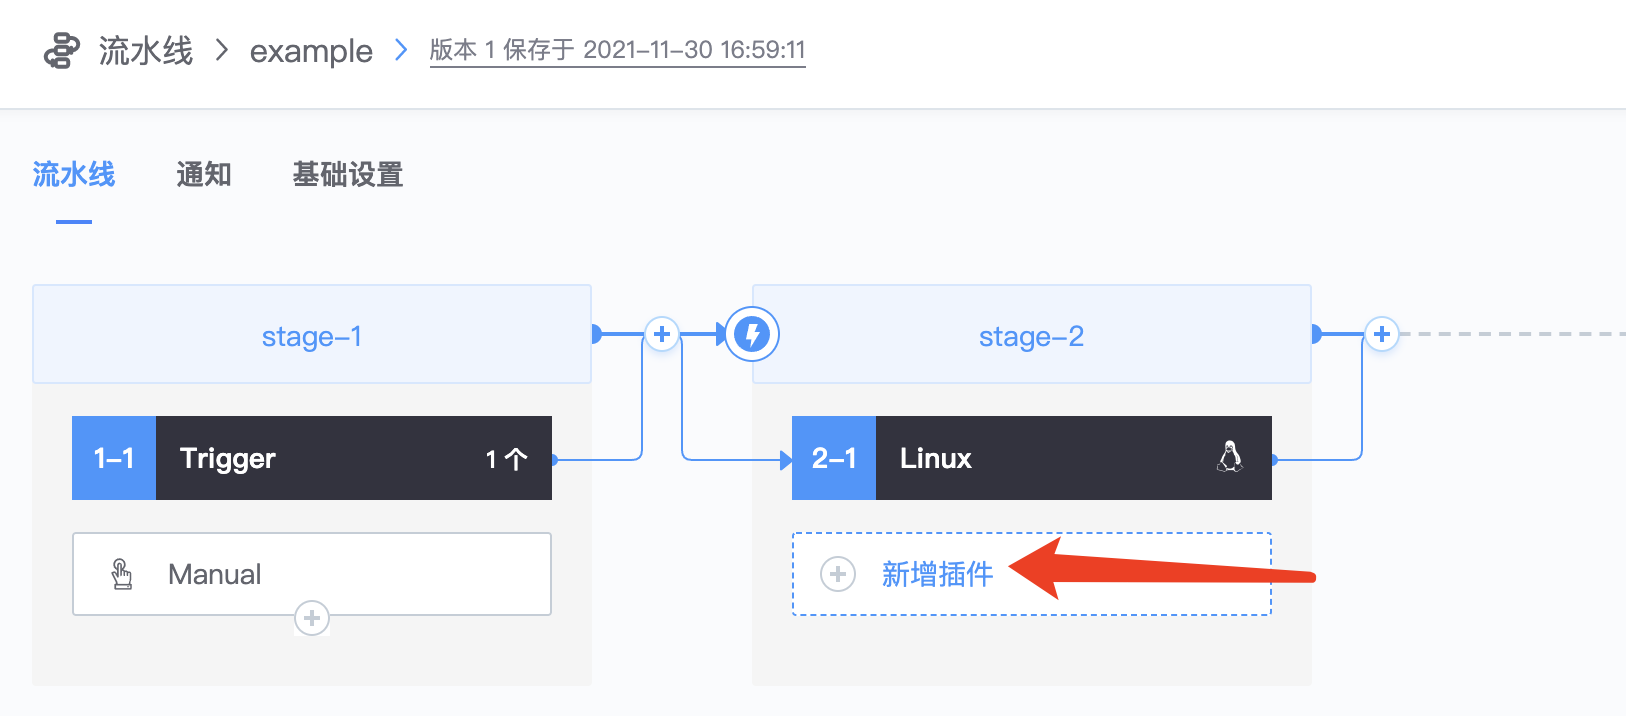 流水线 > example > 版本 1 保存于 2021-11-30 16:59:11
流水线 通知 基础设置
stage-1
stage-2
1-1 Trigger 1 个
2-1 Linux
Manual
新增插件